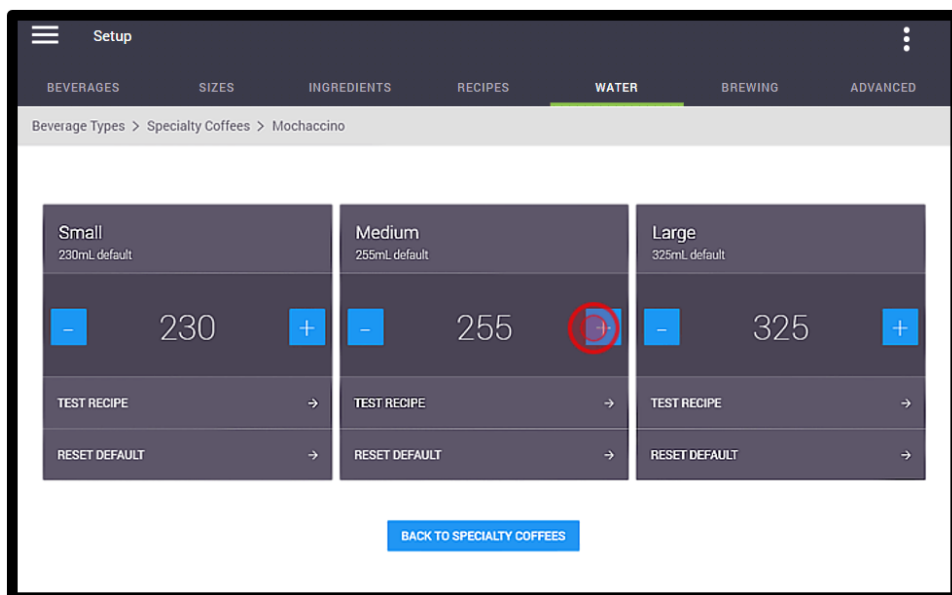 Setup
BEVERAGES SIZES INGREDIENTS RECIPES WATER BREWING ADVANCED
Beverage Types > Specialty Coffees > Mochaccino
Small Medium Large
230mL default 255mL default 325mL default
- 230 + - 255 + - 325 +
TEST RECIPE → TEST RECIPE → TEST RECIPE →
RESET DEFAULT → RESET DEFAULT → RESET DEFAULT →
BACK TO SPECIALTY COFFEES